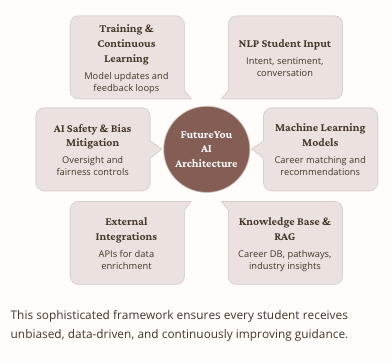 Training &
Continuous
Learning
Model updates and
feedback loops
NLP Student Input
Intent, sentiment,
conversation
AI Safety & Bias
Mitigation
Oversight and
fairness controls
FutureYou
AI
Architecture
Machine Learning
Models
Career matching and
recommendations
External
Integrations
APIs for data
enrichment
Knowledge Base &
RAG
Career DB, pathways,
industry insights
This sophisticated framework ensures every student receives
unbiased, data-driven, and continuously improving guidance.